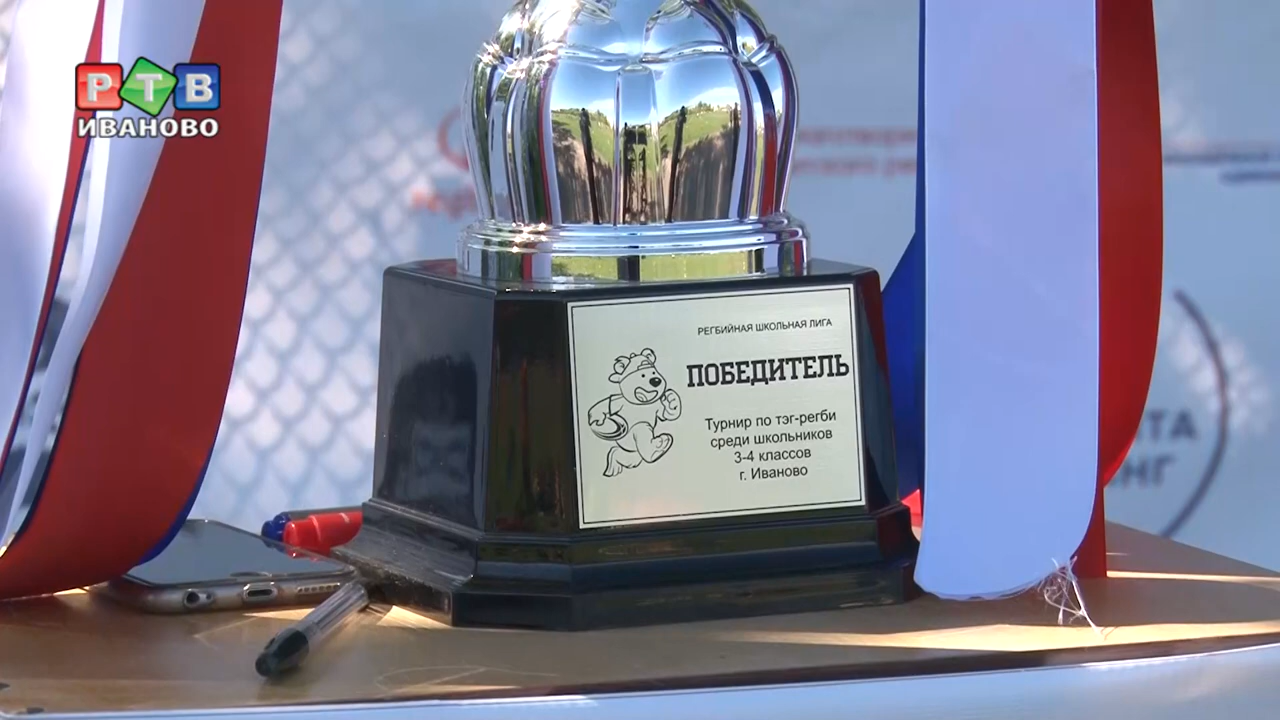 РТВ
ИВАНОВО
РЕГБИЙНАЯ ШКОЛЬНАЯ ЛИГА
ПОБЕДИТЕЛЬ
Турнир по тэг-регби
среди школьников
3-4 классов
г. Иваново